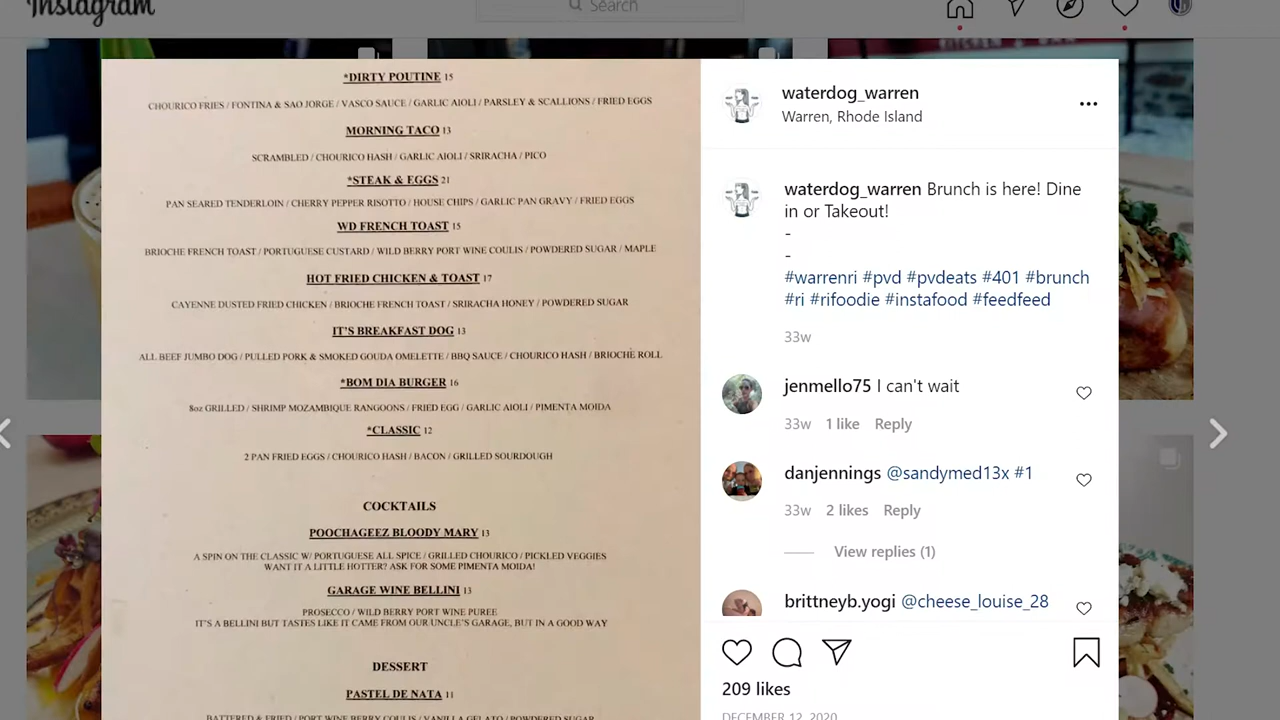 Instagram
Search
*DIRTY POUTINE 15
CHOURICO FRIES / FONTINA & SAO JORGE / VASCO SAUCE / GARLIC AIOLI / PARSLEY & SCALLIONS / FRIED EGGS
MORNING TACO 13
SCRAMBLED / CHOURICO HASH / GARLIC AIOLI / SRIRACHA / PICO
*STEAK & EGGS 21
PAN SEARED TENDERLOIN / CHERRY PEPPER RISOTTO / HOUSE CHIPS / GARLIC PAN GRAVY / FRIED EGGS
WD FRENCH TOAST 15
BRIOCHE FRENCH TOAST / PORTUGUESE CUSTARD / WILD BERRY PORT WINE COULIS / POWDERED SUGAR / MAPLE
HOT FRIED CHICKEN & TOAST 17
CAYENNE DUSTED FRIED CHICKEN / BRIOCHE FRENCH TOAST / SRIRACHA HONEY / POWDERED SUGAR
IT'S BREAKFAST DOG 13
ALL BEEF JUMBO DOG / PULLED PORK & SMOKED GOUDA OMELETTE / BBQ SAUCE / CHOURICO HASH / BRIOCHE ROLL
*BOM DIA BURGER 16
8oz GRILLED / SHRIMP MOZAMBIQUE RANGOONS / FRIED EGG / GARLIC AIOLI / PIMENTA MOIDA
*CLASSIC 12
2 PAN FRIED EGGS / CHOURICO HASH / BACON / GRILLED SOURDOUGH
COCKTAILS
POOCHAGEEZ BLOODY MARY 13
A SPIN ON THE CLASSIC W/ PORTUGUESE ALL SPICE / GRILLED CHOURICO / PICKLED VEGGIES
WANT IT A LITTLE HOTTER? ASK FOR SOME PIMENTA MOIDA!
GARAGE WINE BELLINI 13
PROSECCO / WILD BERRY PORT WINE PUREE
IT'S A BELLINI BUT TASTES LIKE IT CAME FROM OUR UNCLE'S GARAGE, BUT IN A GOOD WAY
DESSERT
PASTEL DE NATA 11
BATTERED & FRIED / PORT WINE BERRY COULIS / VANILLA GELATO / POWDERED SUGAR
waterdog_warren
Warren, Rhode Island
waterdog_warren Brunch is here! Dine
in or Takeout!
-
-
#warrenri #pvd #pvdeats #401 #brunch
#ri #rifoodie #instafood #feedfeed
33w
jenmello75 I can't wait
33w 1 like Reply
danjennings @sandymed13x #1
33w 2 likes Reply
View replies (1)
brittneyb.yogi @cheese_louise_28
209 likes
DECEMBER 12, 2020